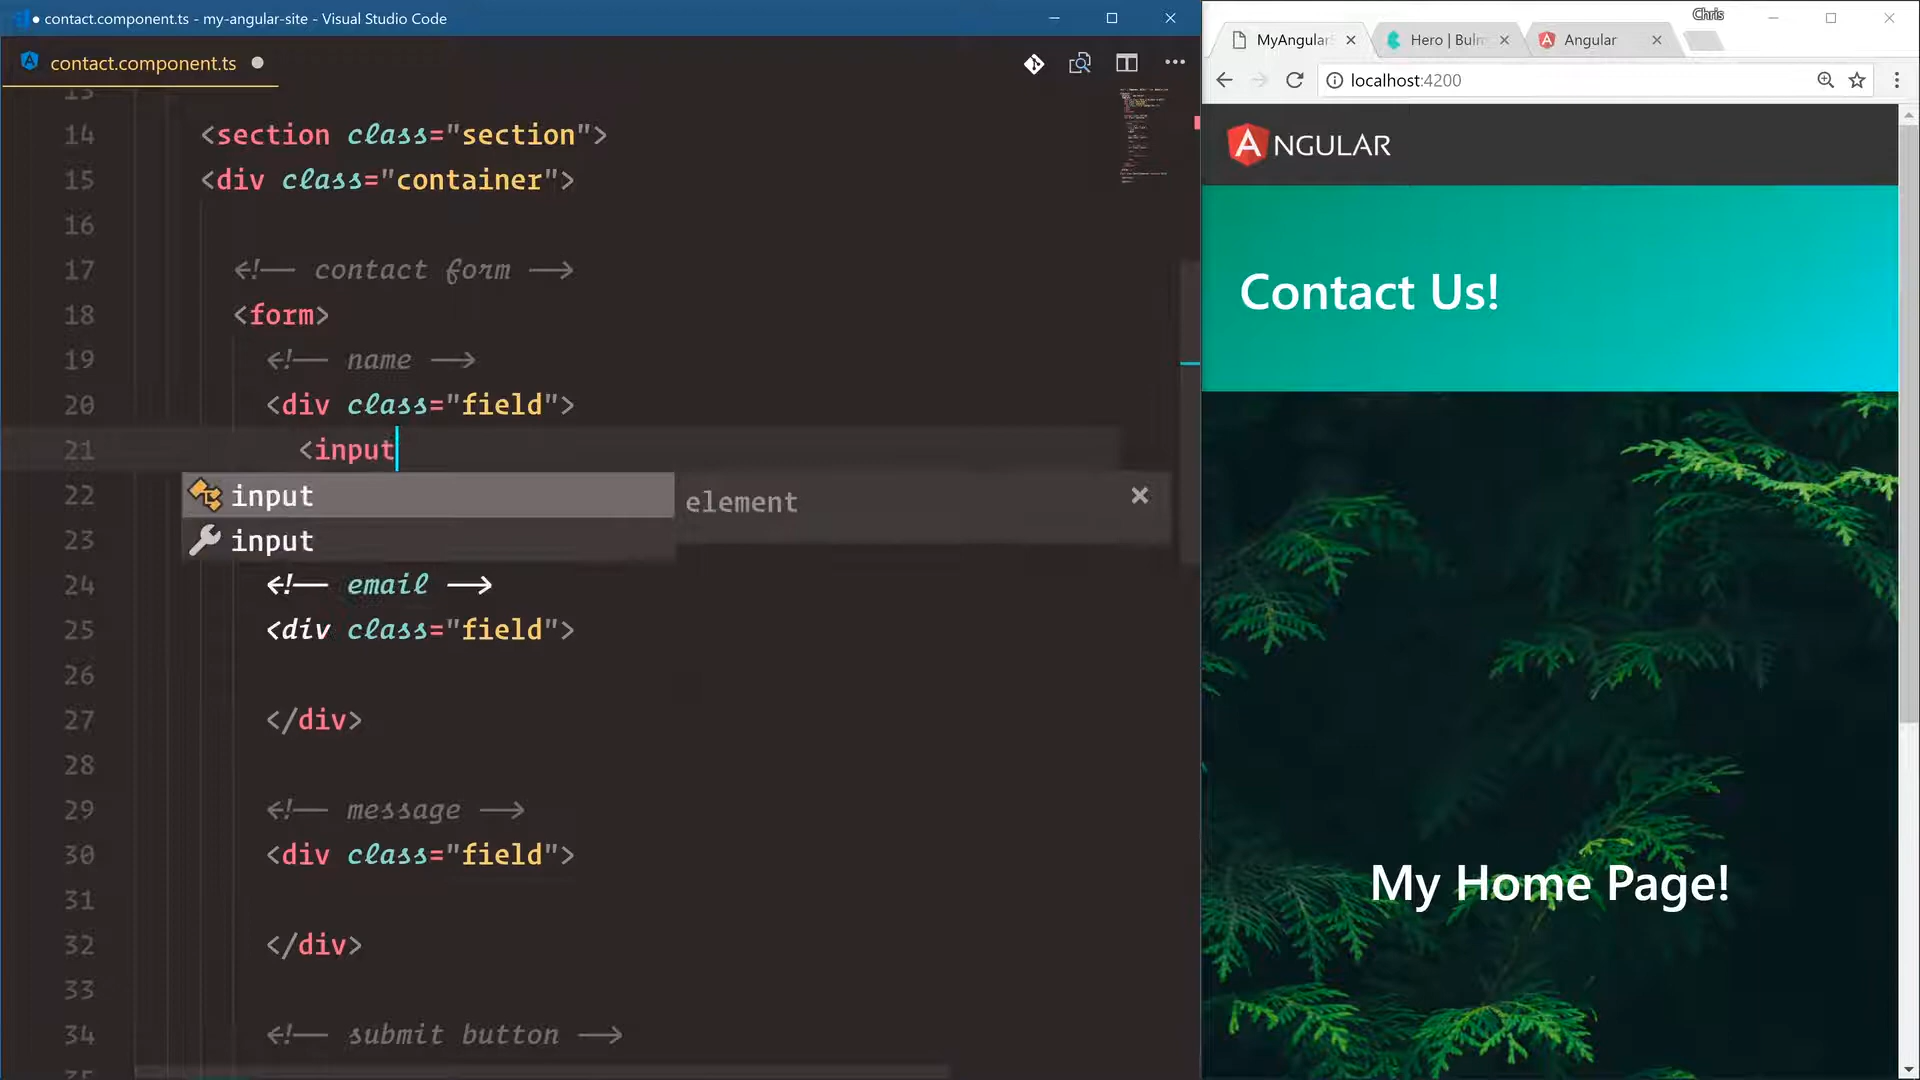 contact.component.ts - my-angular-site - Visual Studio Code
contact.component.ts
14 <section class="section">
15 <div class="container">
16
17 <!-- contact form -->
18 <form>
19 <!-- name -->
20 <div class="field">
21 <input
22 input element
23 input
24 <!-- email -->
25 <div class="field">
26
27 </div>
28
29 <!-- message -->
30 <div class="field">
31
32 </div>
33
34 <!-- submit button -->
Chris
MyAngular
Hero | Bulm
Angular
localhost:4200
ANGULAR
Contact Us!
My Home Page!